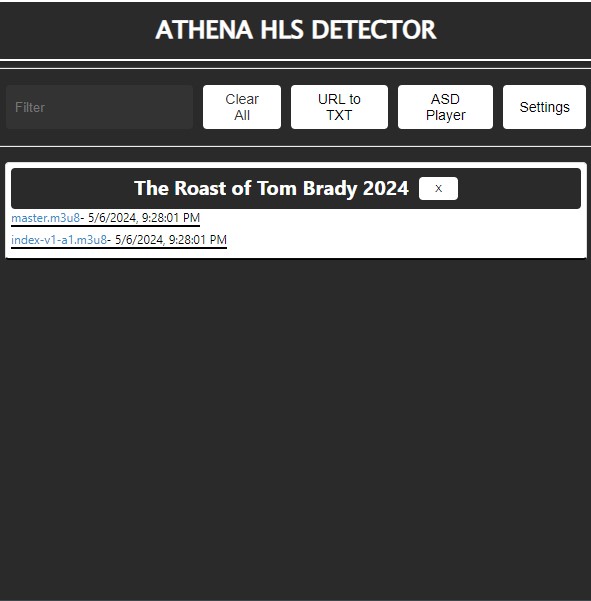 ATHENA HLS DETECTOR
Filter
Clear
All
URL to
TXT
ASD
Player
Settings
The Roast of Tom Brady 2024 X
master.m3u8- 5/6/2024, 9:28:01 PM
index-v1-a1.m3u8- 5/6/2024, 9:28:01 PM